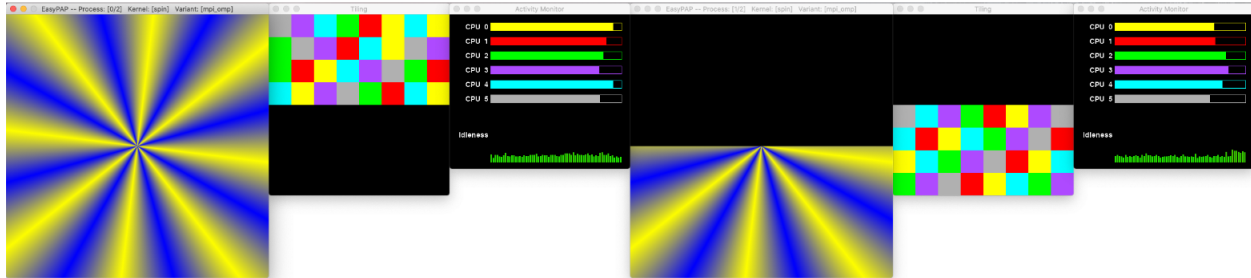 EasyPAP -- Process: [0/2] Kernel: [spin] Variant: [mpi_omp]
Tiling
Activity Monitor
CPU 0
CPU 1
CPU 2
CPU 3
CPU 4
CPU 5
Idleness
EasyPAP -- Process: [1/2] Kernel: [spin] Variant: [mpi_omp]
Tiling
Activity Monitor
CPU 0
CPU 1
CPU 2
CPU 3
CPU 4
CPU 5
Idleness